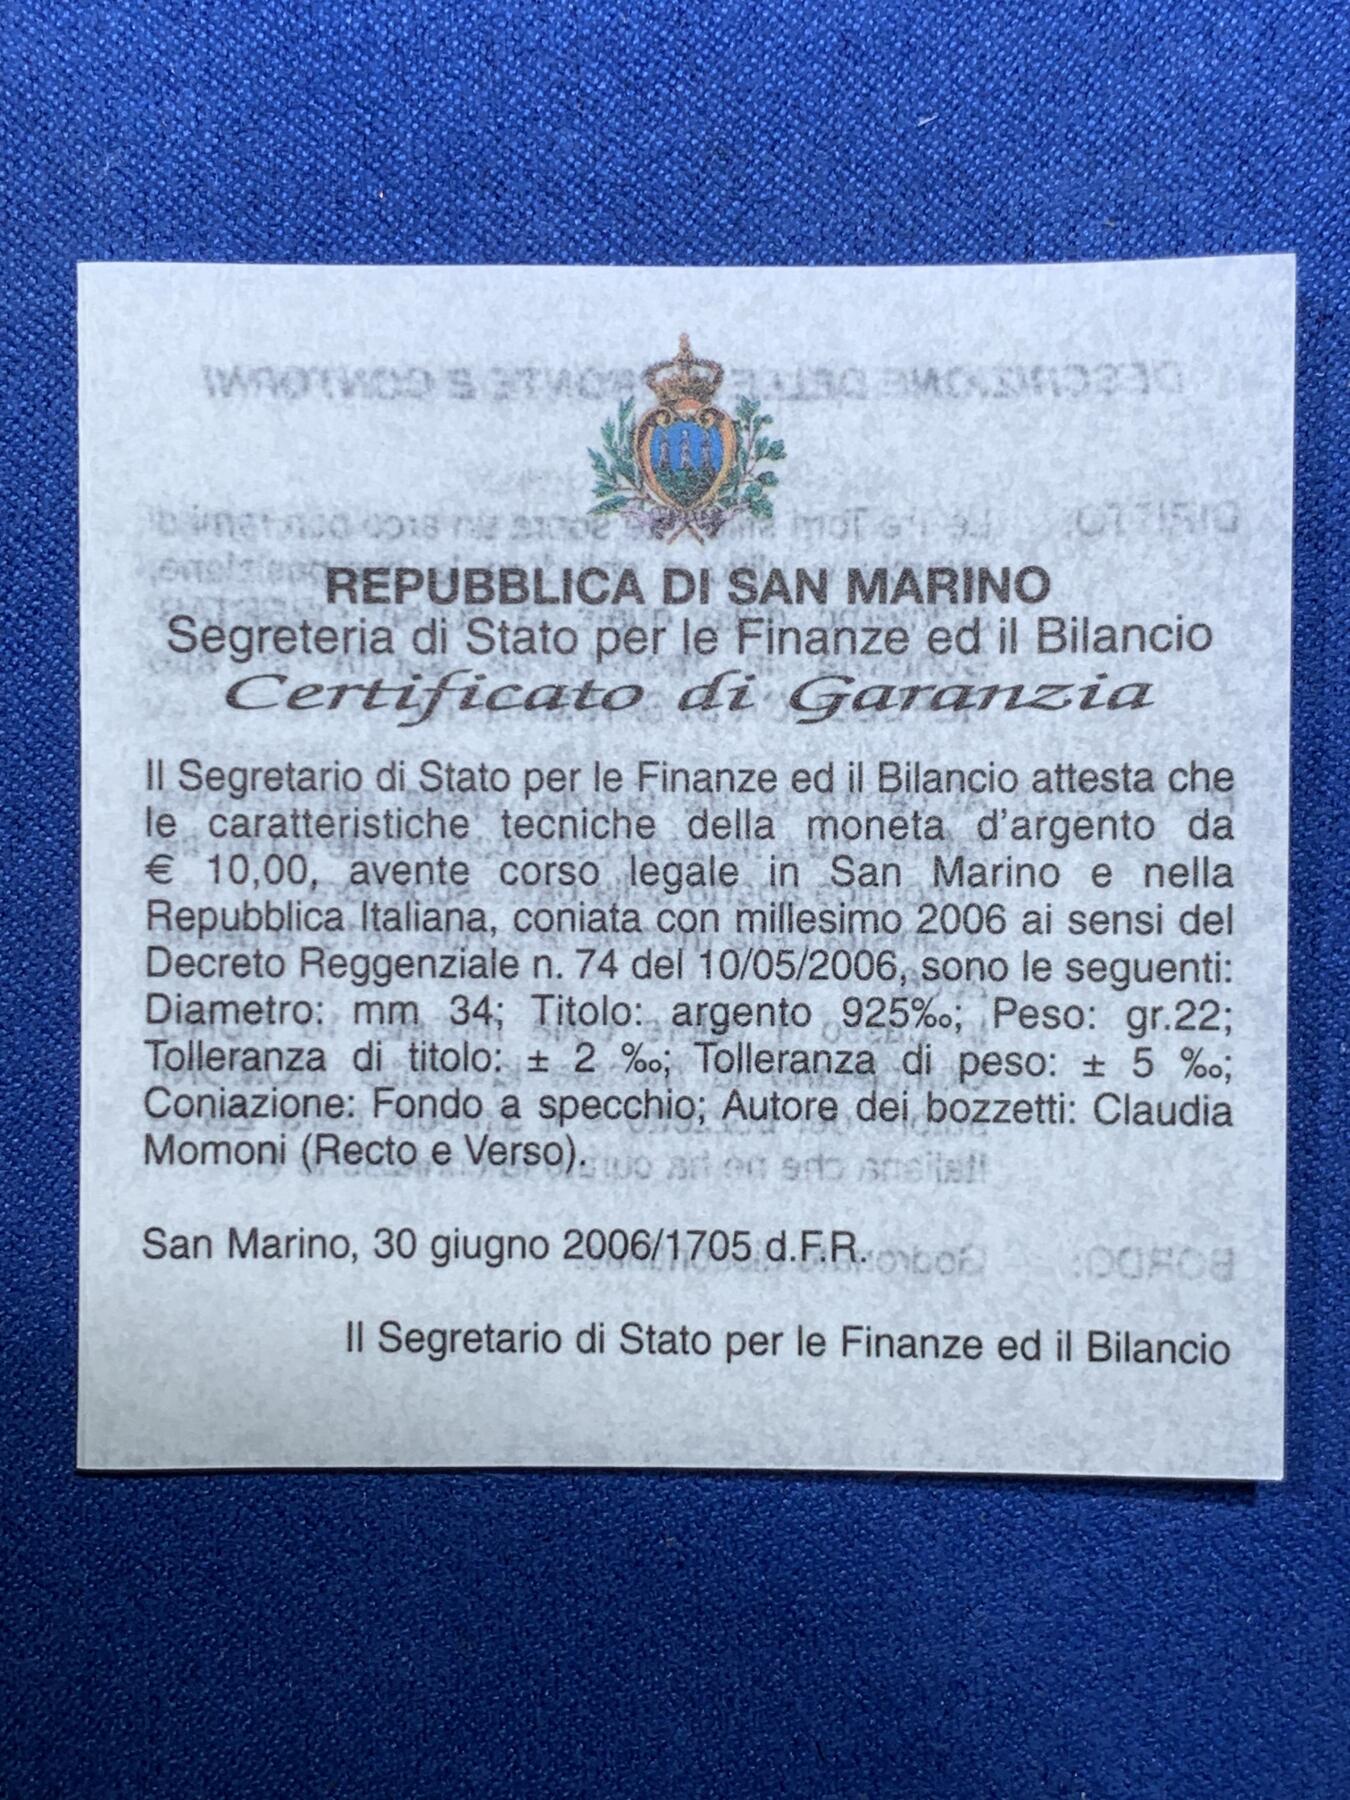 REPUBBLICA DI SAN MARINO
Segreteria di Stato per le Finanze ed il Bilancio
Certificato di Garanzia
Il Segretario di Stato per le Finanze ed il Bilancio attesta che
le caratteristiche tecniche della moneta d'argento da
€ 10,00, avente corso legale in San Marino e nella
Repubblica Italiana, coniata con millesimo 2006 ai sensi del
Decreto Reggenziale n. 74 del 10/05/2006, sono le seguenti:
Diametro: mm 34; Titolo: argento 925‰; Peso: gr.22;
Tolleranza di titolo: ± 2 ‰; Tolleranza di peso: ± 5 ‰;
Coniazione: Fondo a specchio; Autore dei bozzetti: Claudia
Momoni (Recto e Verso).
San Marino, 30 giugno 2006/1705 d.F.R.
Il Segretario di Stato per le Finanze ed il Bilancio